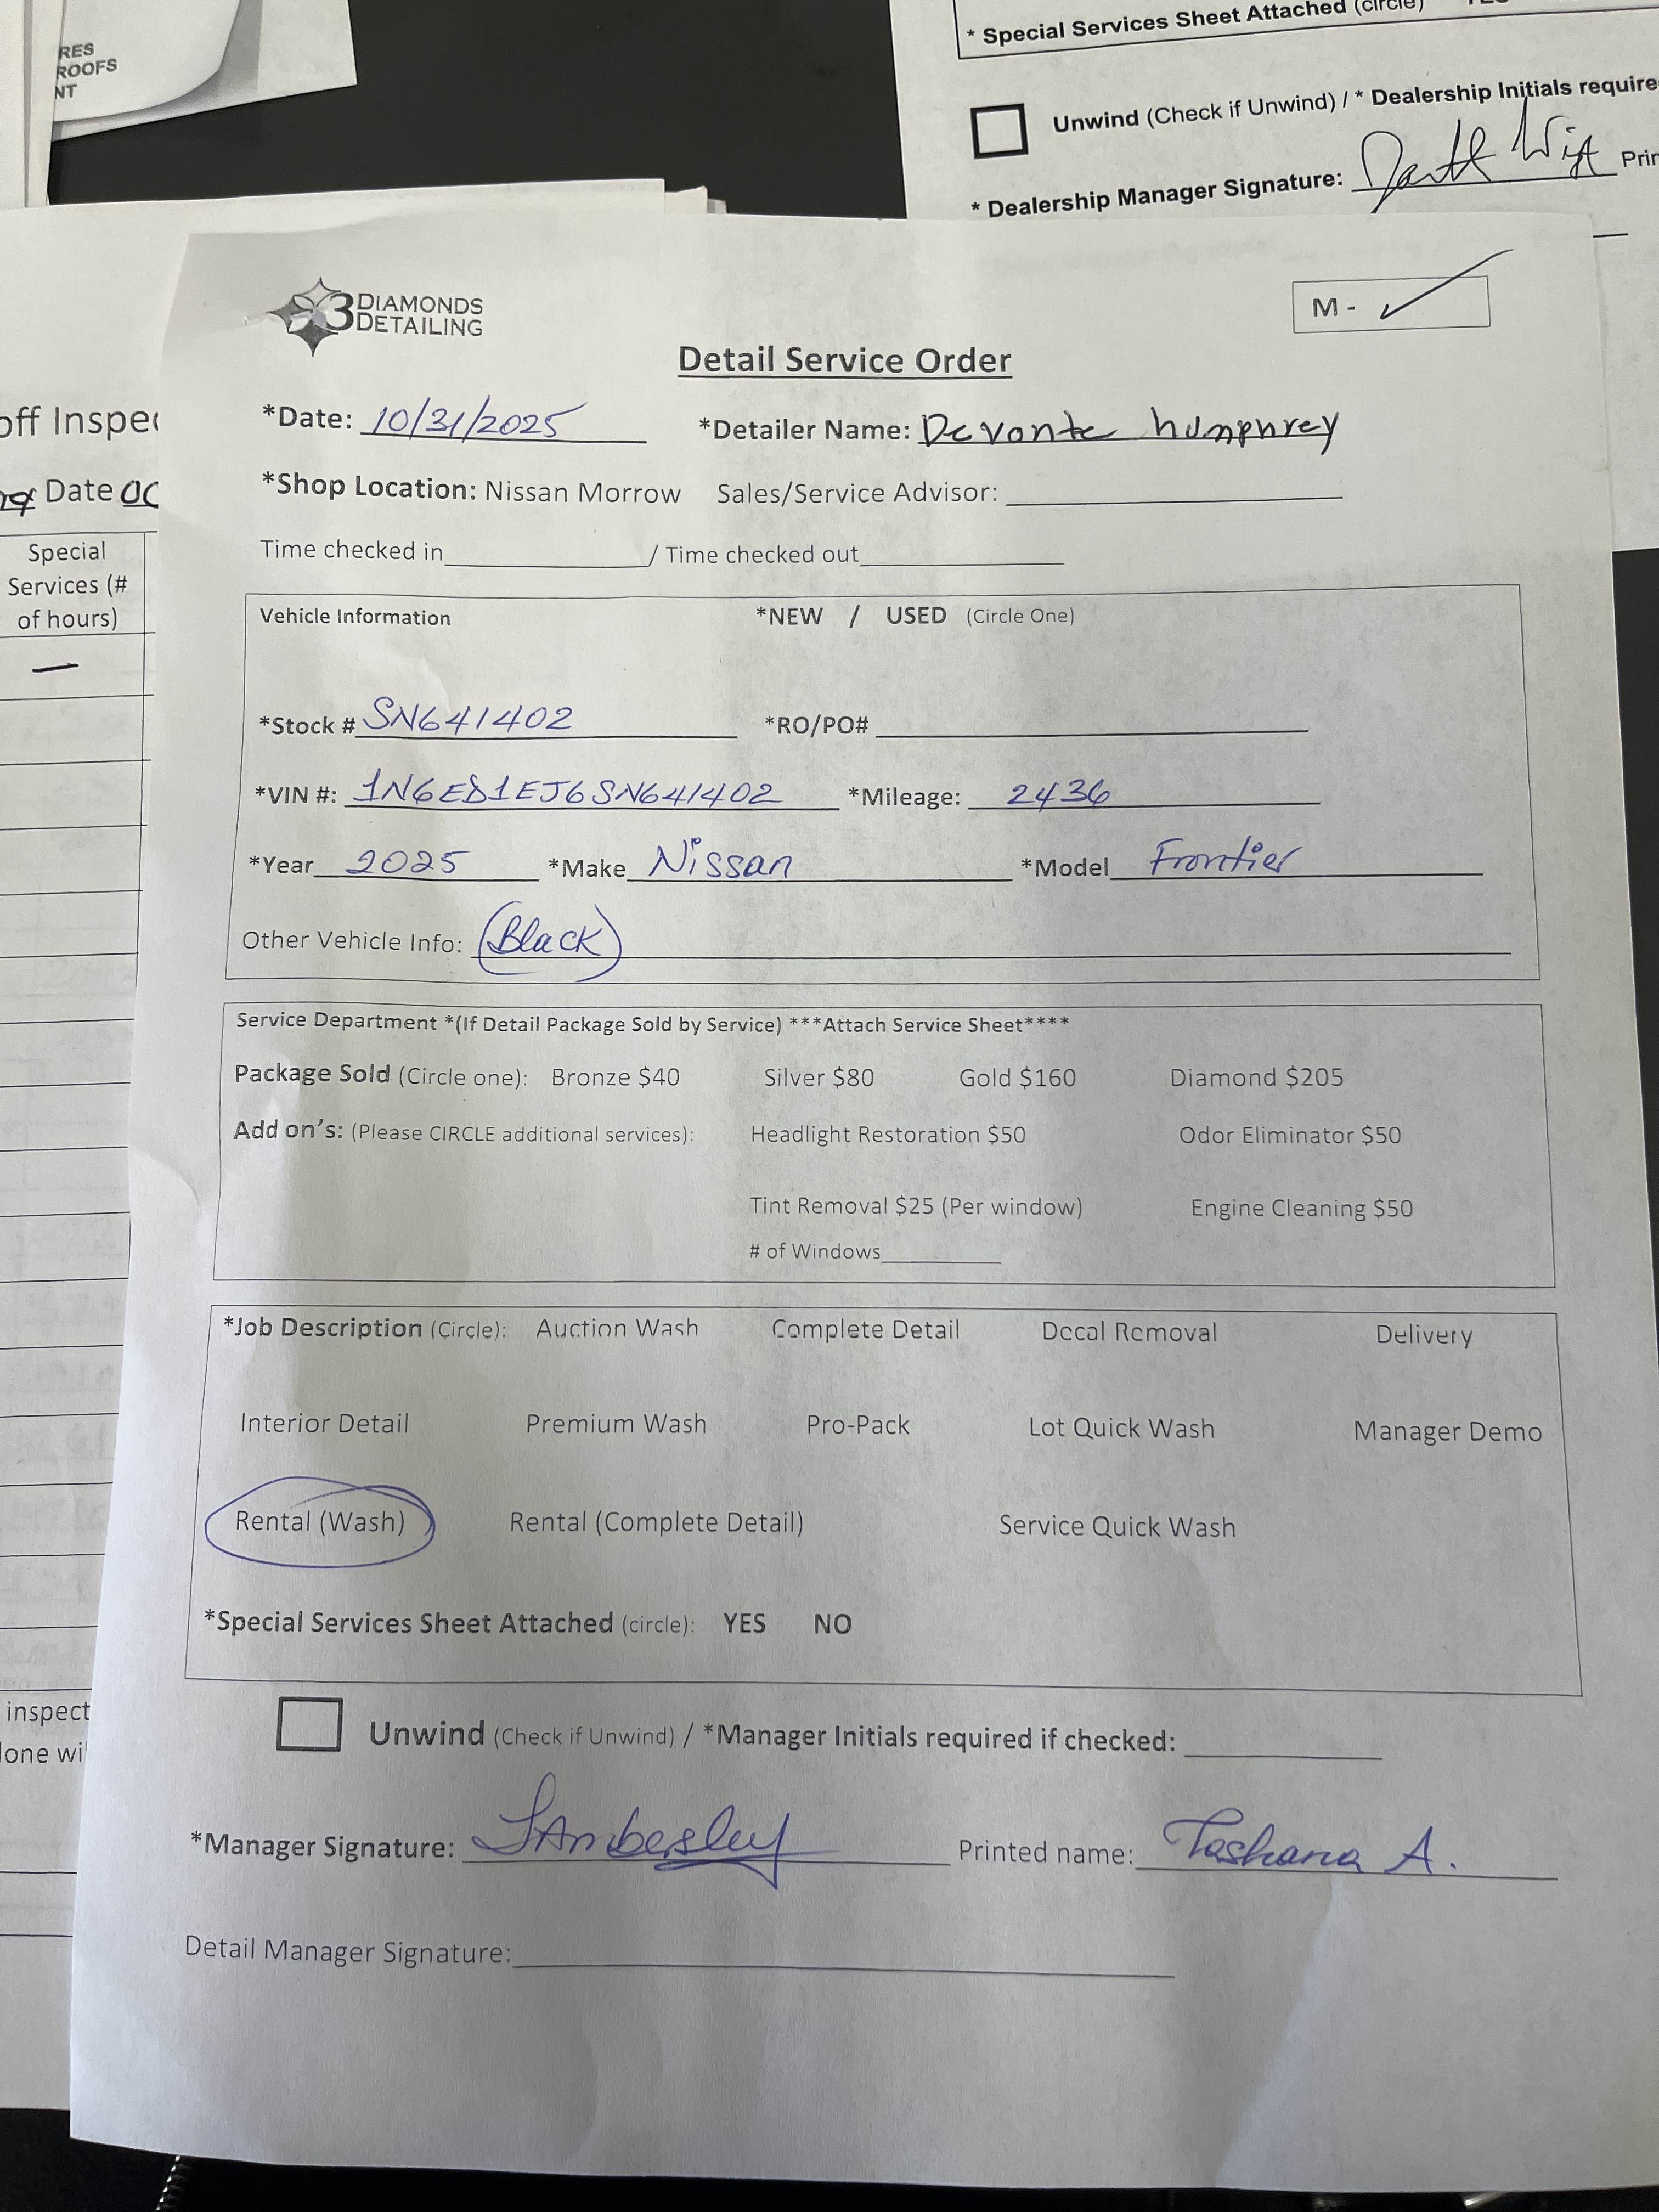 RES
ROOFS
NT
* Special Services Sheet Attached (circle)
Unwind (Check if Unwind) / * Dealership Initials require
* Dealership Manager Signature: Prin
off Inspec
Date OC
Special
Services (#
of hours)
—
inspect
lone wil
3 DIAMONDS
DETAILING
M - ✓
Detail Service Order
*Date: 10/31/2025 *Detailer Name: Devonte humphrey
*Shop Location: Nissan Morrow Sales/Service Advisor:
Time checked in / Time checked out
Vehicle Information *NEW / USED (Circle One)
*Stock # SN641402 *RO/PO#
*VIN #: 1N6ED1EJ6SN641402 *Mileage: 2436
*Year 2025 *Make Nissan *Model Frontier
Other Vehicle Info: Black
Service Department *(If Detail Package Sold by Service) ***Attach Service Sheet****
Package Sold (Circle one): Bronze $40 Silver $80 Gold $160 Diamond $205
Add on's: (Please CIRCLE additional services): Headlight Restoration $50 Odor Eliminator $50
Tint Removal $25 (Per window) Engine Cleaning $50
# of Windows
*Job Description (Circle): Auction Wash Complete Detail Decal Removal Delivery
Interior Detail Premium Wash Pro-Pack Lot Quick Wash Manager Demo
Rental (Wash) Rental (Complete Detail) Service Quick Wash
*Special Services Sheet Attached (circle): YES NO
Unwind (Check if Unwind) / *Manager Initials required if checked:
*Manager Signature: Printed name: Tashana A.
Detail Manager Signature: